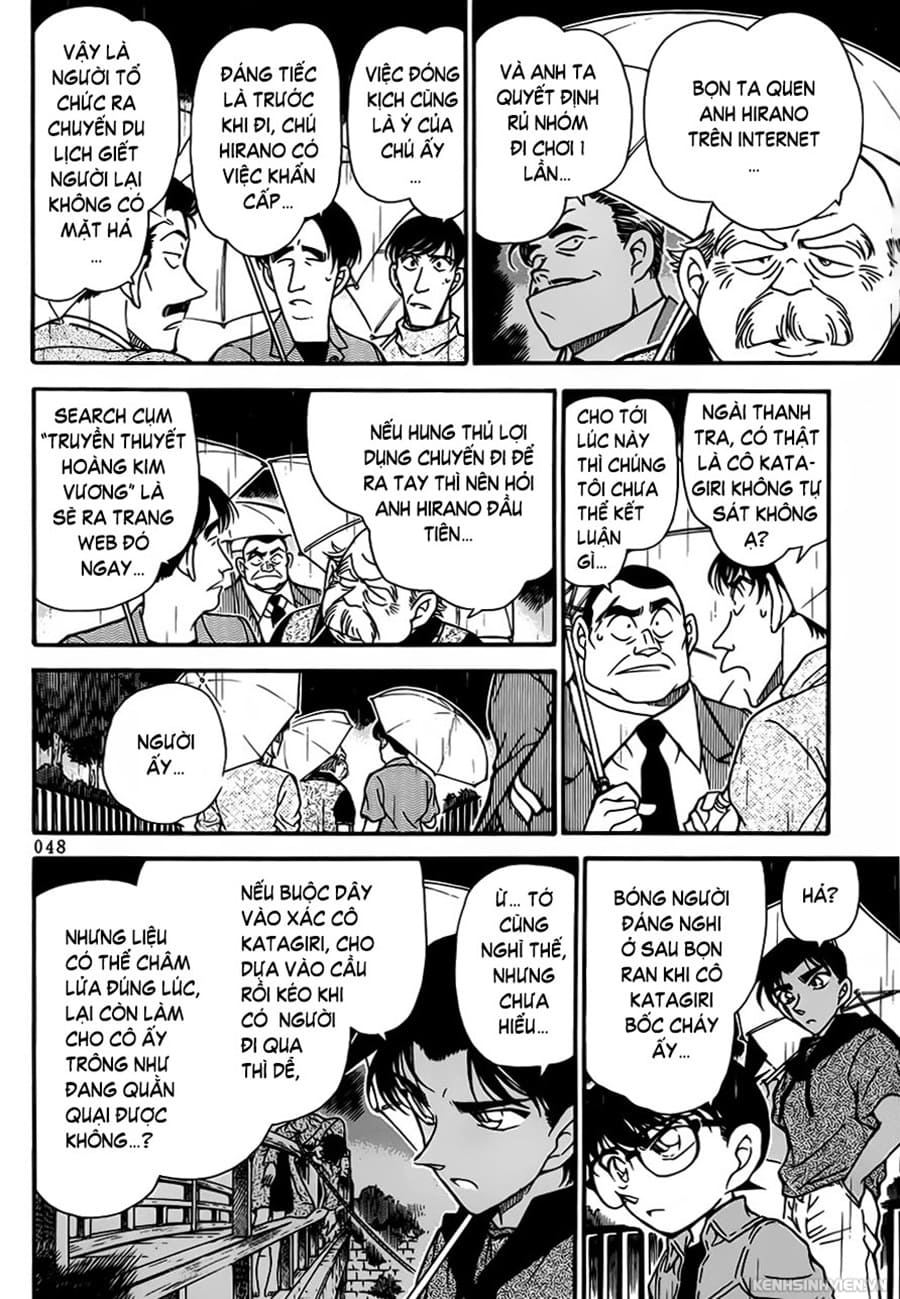 BỌN TA QUEN
ANH HIRANO
TRÊN INTERNET
...
VÀ ANH TA
QUYẾT ĐỊNH
RỦ NHÓM
ĐI CHƠI 1
LẦN...
VIỆC ĐÓNG
KỊCH CŨNG
LÀ Ý CỦA
CHÚ ẤY
...
ĐÁNG TIẾC
LÀ TRƯỚC
KHI ĐI, CHÚ
HIRANO CÓ
VIỆC KHẨN
CẤP...
VẬY LÀ
NGƯỜI TỔ
CHỨC RA
CHUYẾN DU
LỊCH GIẾT
NGƯỜI LẠI
KHÔNG CÓ
MẶT HẢ
...
NGÀI THANH
TRA, CÓ THẬT
LÀ CÔ KATA-
GIRI KHÔNG TỰ
SÁT KHÔNG
Ạ?
CHO TỚI
LÚC NÀY
THÌ CHÚNG
TÔI CHƯA
THỂ KẾT
LUẬN
GÌ...
NẾU HUNG THỦ LỢI
DỤNG CHUYẾN ĐI ĐỂ
RA TAY THÌ NÊN HỎI
ANH HIRANO ĐẦU
TIÊN...
SEARCH CỤM
“TRUYỀN THUYẾT
HOÀNG KIM
VƯƠNG” LÀ
SẼ RA TRANG
WEB ĐÓ
NGAY...
NGƯỜI
ẤY...
048
HẢ?
BÓNG NGƯỜI
ĐÁNG NGHI
Ở SAU BỌN
RAN KHI CÔ
KATAGIRI
BỐC CHÁY
ẤY...
Ừ... TỚ
CŨNG
NGHĨ THẾ,
NHƯNG
CHƯA
HIỂU...
NẾU BUỘC DÂY
VÀO XÁC CÔ
KATAGIRI, CHO
DỰA VÀO CẦU
RỒI KÉO KHI
CÓ NGƯỜI
ĐI QUA
THÌ DỄ,
NHƯNG LIỆU
CÓ THỂ CHÂM
LỬA ĐÚNG LÚC,
LẠI CÒN LÀM
CHO CÔ ẤY
TRÔNG NHƯ
ĐANG QUẰN
QUẠI ĐƯỢC
KHÔNG...?
KENHSINHVIEN.VN